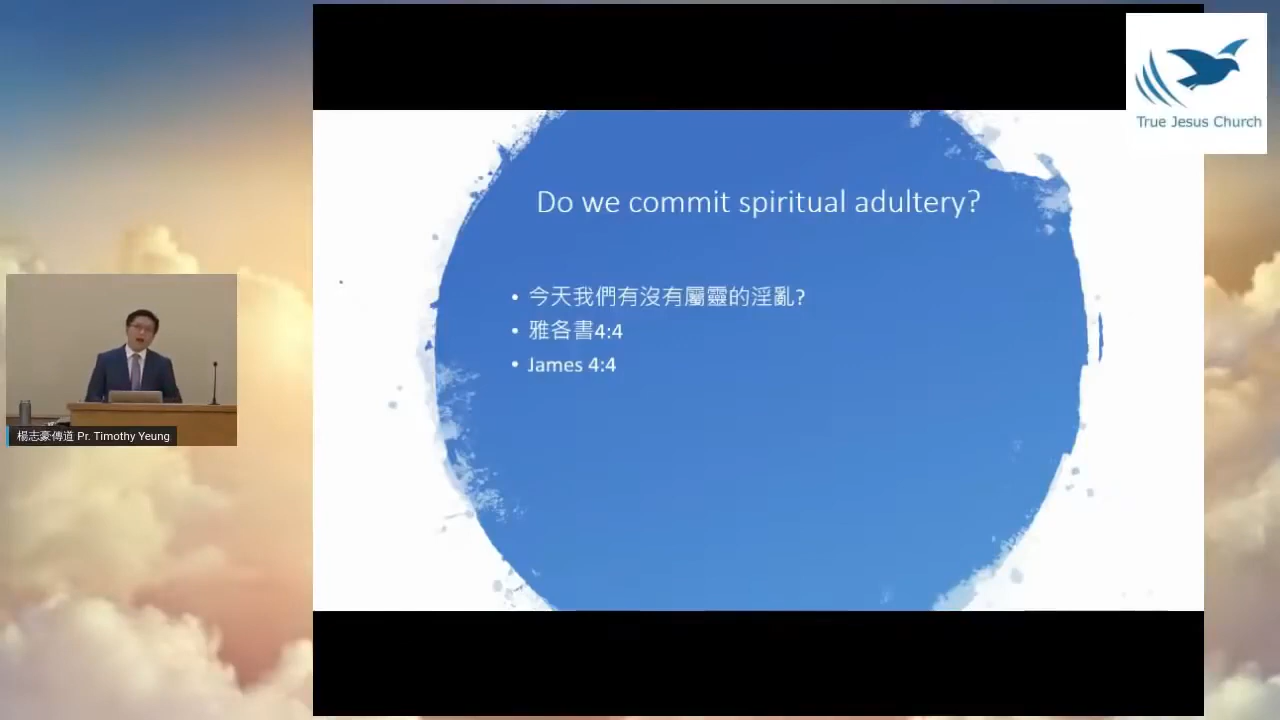 True Jesus Church
Do we commit spiritual adultery?
• 今天我們有沒有屬靈的淫亂?
• 雅各書4:4
• James 4:4
楊志豪傳道 Pr. Timothy Yeung